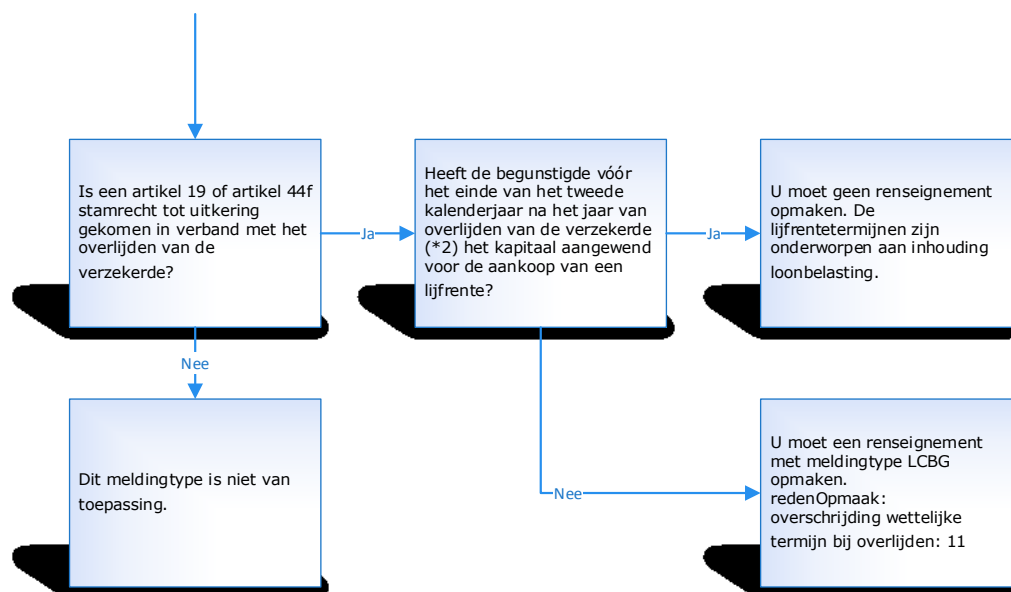 Is een artikel 19 of artikel 44f
stamrecht tot uitkering
gekomen in verband met het
overlijden van de
verzekerde?
Ja
Heeft de begunstigde vóór
het einde van het tweede
kalenderjaar na het jaar van
overlijden van de verzekerde
(*2) het kapitaal aangewend
voor de aankoop van een
lijfrente?
Ja
U moet geen renseignement
opmaken. De
lijfrentetermijnen zijn
onderworpen aan inhouding
loonbelasting.
Nee
Dit meldingtype is niet van
toepassing.
Nee
U moet een renseignement
met meldingtype LCBG
opmaken.
redenOpmaak:
overschrijding wettelijke
termijn bij overlijden: 11